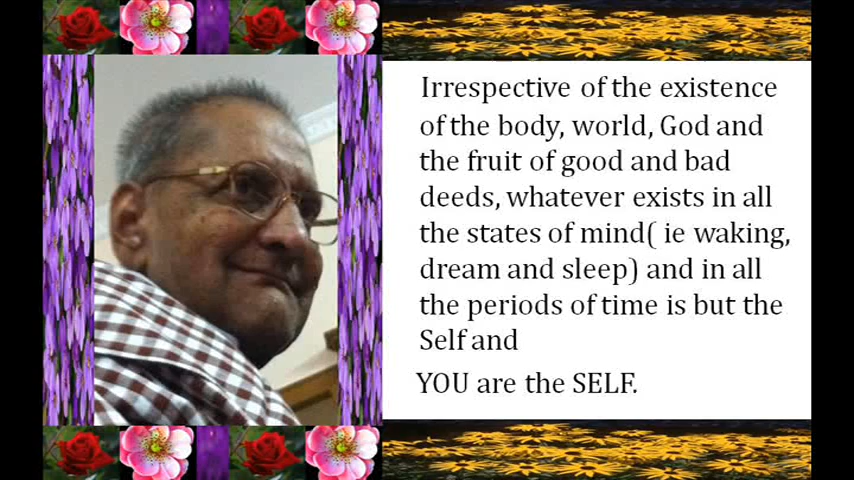 Irrespective of the existence
of the body, world, God and
the fruit of good and bad
deeds, whatever exists in all
the states of mind( ie waking,
dream and sleep) and in all
the periods of time is but the
Self and
YOU are the SELF.